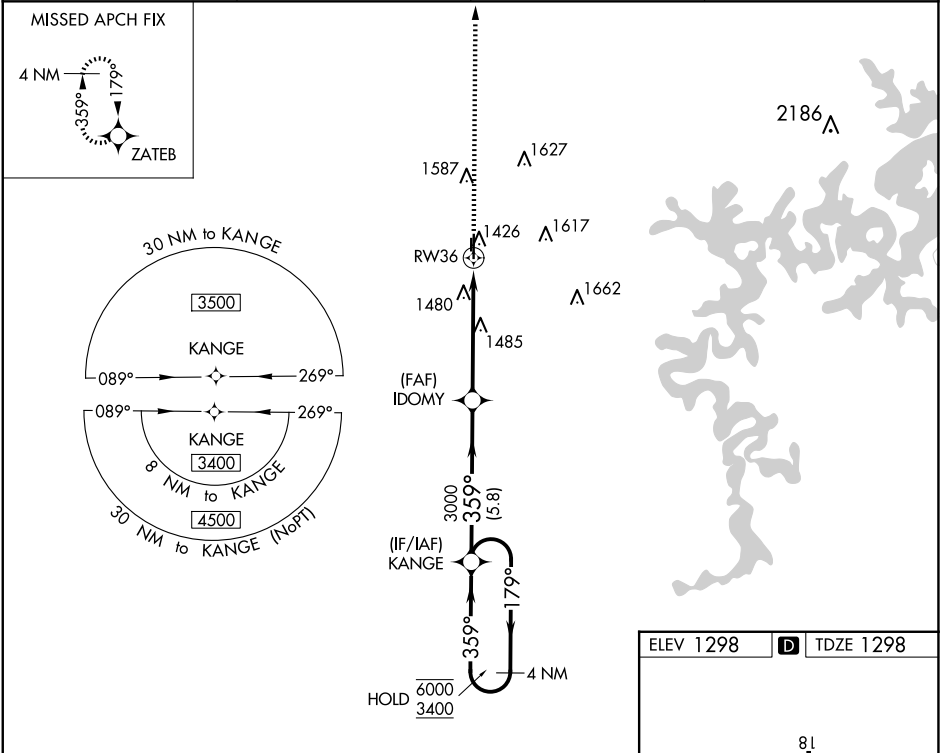 MISSED APCH FIX
4 NM
359°
179°
ZATEB
2186
1587
1627
1426
1617
RW36
1480
1662
1485
30 NM to KANGE
3500
KANGE
089°
269°
089°
269°
KANGE
3400
8 NM to KANGE
4500
30 NM to KANGE (NoPT)
(FAF)
IDOMY
3000
359°
(5.8)
(IF/IAF)
KANGE
179°
359°
4 NM
HOLD 6000
3400
ELEV 1298 D TDZE 1298
18